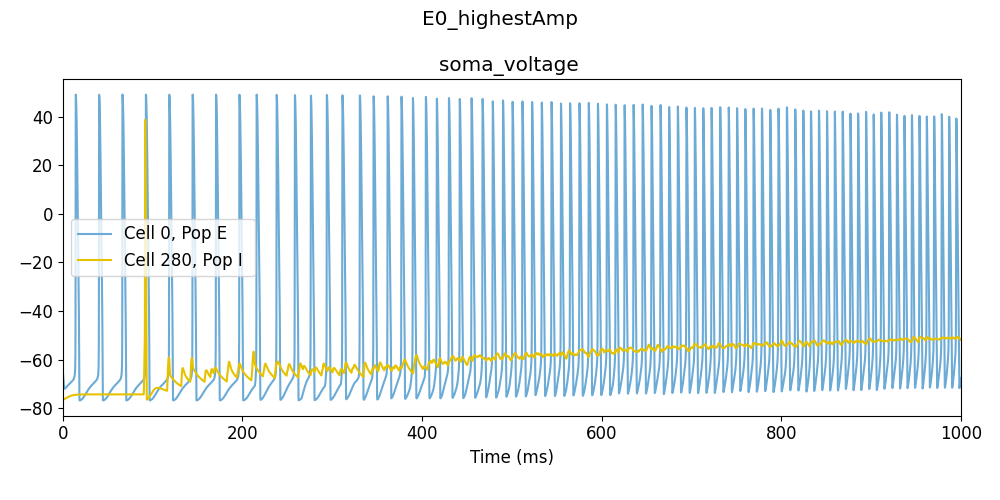 E0_highestAmp
soma_voltage
40
20
0
−20
−40
−60
−80
Cell 0, Pop E
Cell 280, Pop I
0 200 400 600 800 1000
Time (ms)